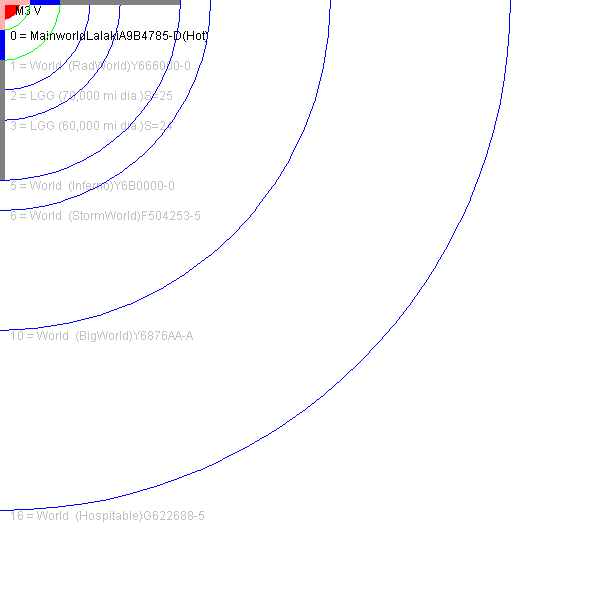 M3 V
0 = MainworldLalakiA9B4785-D(Hot)
1 = World  (RadWorld)Y666000-0
2 = LGG (70,000 mi dia.)S=25
3 = LGG (60,000 mi dia.)S=24
5 = World  (Inferno)Y6B0000-0
6 = World  (StormWorld)F504253-5
10 = World  (BigWorld)Y6876AA-A
16 = World  (Hospitable)G622688-5